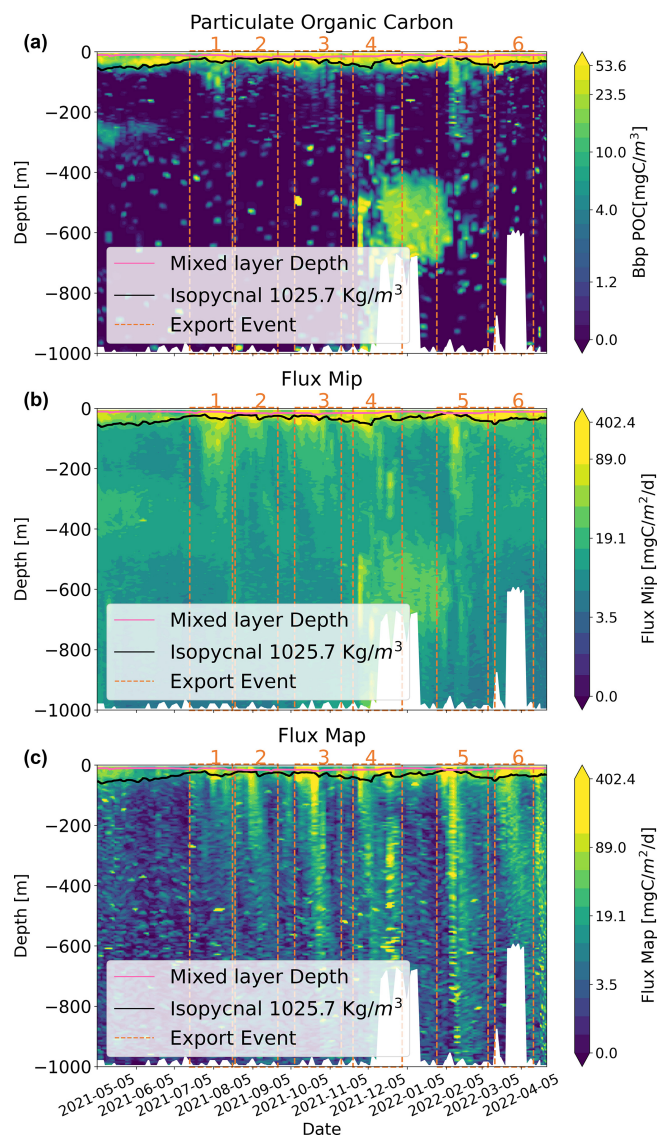 Particulate Organic Carbon
(a)
1 2 3 4 5 6
0
−200
−400
−600
−800
−1000
Depth [m]
Mixed layer Depth
Isopycnal 1025.7 Kg/m³
Export Event
53.6
23.5
10.0
4.0
1.2
0.0
Bbp POC[mgC/m³]
Flux Mip
(b)
1 2 3 4 5 6
0
−200
−400
−600
−800
−1000
Depth [m]
Mixed layer Depth
Isopycnal 1025.7 Kg/m³
Export Event
402.4
89.0
19.1
3.5
0.0
Flux Mip [mgC/m²/d]
Flux Map
(c)
1 2 3 4 5 6
0
−200
−400
−600
−800
−1000
Depth [m]
Mixed layer Depth
Isopycnal 1025.7 Kg/m³
Export Event
402.4
89.0
19.1
3.5
0.0
Flux Map [mgC/m²/d]
2021-05-05
2021-06-05
2021-07-05
2021-08-05
2021-09-05
2021-10-05
2021-11-05
2021-12-05
2022-01-05
2022-02-05
2022-03-05
2022-04-05
Date